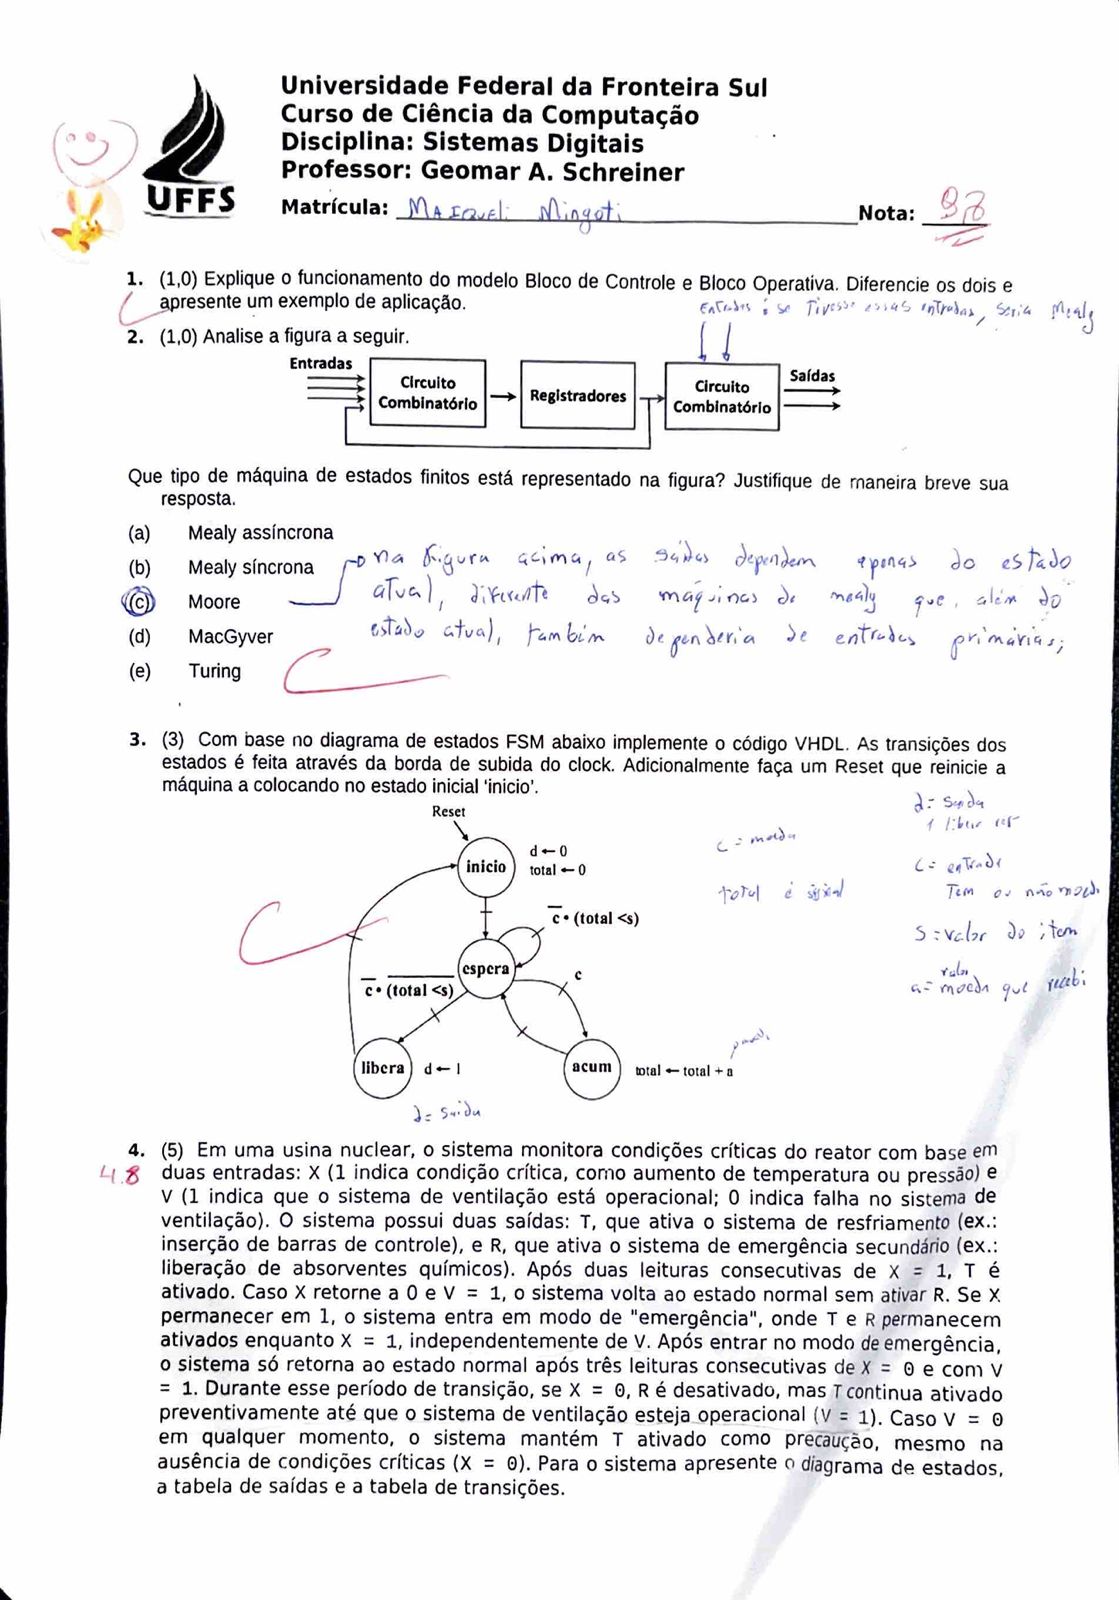 Universidade Federal da Fronteira Sul
Curso de Ciência da Computação
Disciplina: Sistemas Digitais
Professor: Geomar A. Schreiner
UFFS
Matrícula: Maiqueli Mingoti Nota: 9,8
1. (1,0) Explique o funcionamento do modelo Bloco de Controle e Bloco Operativa. Diferencie os dois e
apresente um exemplo de aplicação.
Entradas : se Tivesse essas entradas, seria Mealy
2. (1,0) Analise a figura a seguir.
Entradas
Circuito
Combinatório
Registradores
Circuito
Combinatório
Saídas
Que tipo de máquina de estados finitos está representado na figura? Justifique de maneira breve sua
resposta.
(a) Mealy assíncrona
(b) Mealy síncrona
(c) Moore
(d) MacGyver
(e) Turing
na figura acima, as saídas dependem apenas do estado
atual, diferente das máquinas de mealy que, além do
estado atual, também dependeria de entradas primárias;
3. (3) Com base no diagrama de estados FSM abaixo implemente o código VHDL. As transições dos
estados é feita através da borda de subida do clock. Adicionalmente faça um Reset que reinicie a
máquina a colocando no estado inicial 'inicio'.
Reset
inicio
d ← 0
total ← 0
c̅ • (total <s)
espera
c̅ • (total <s)
c
libera
d ← 1
acum
total ← total + a
d = saída
c = moeda
total é sinal
d = saída
1 libera
c = entrada
Tem ou não moeda
S = valor do item
valor
a = moeda que recebi
4. (5) Em uma usina nuclear, o sistema monitora condições críticas do reator com base em
4.8
duas entradas: X (1 indica condição crítica, como aumento de temperatura ou pressão) e
V (1 indica que o sistema de ventilação está operacional; 0 indica falha no sistema de
ventilação). O sistema possui duas saídas: T, que ativa o sistema de resfriamento (ex.:
inserção de barras de controle), e R, que ativa o sistema de emergência secundário (ex.:
liberação de absorventes químicos). Após duas leituras consecutivas de X = 1, T é
ativado. Caso X retorne a 0 e V = 1, o sistema volta ao estado normal sem ativar R. Se X
permanecer em 1, o sistema entra em modo de "emergência", onde T e R permanecem
ativados enquanto X = 1, independentemente de V. Após entrar no modo de emergência,
o sistema só retorna ao estado normal após três leituras consecutivas de X = 0 e com V
= 1. Durante esse período de transição, se X = 0, R é desativado, mas T continua ativado
preventivamente até que o sistema de ventilação esteja operacional (V = 1). Caso V = 0
em qualquer momento, o sistema mantém T ativado como precaução, mesmo na
ausência de condições críticas (X = 0). Para o sistema apresente o diagrama de estados,
a tabela de saídas e a tabela de transições.